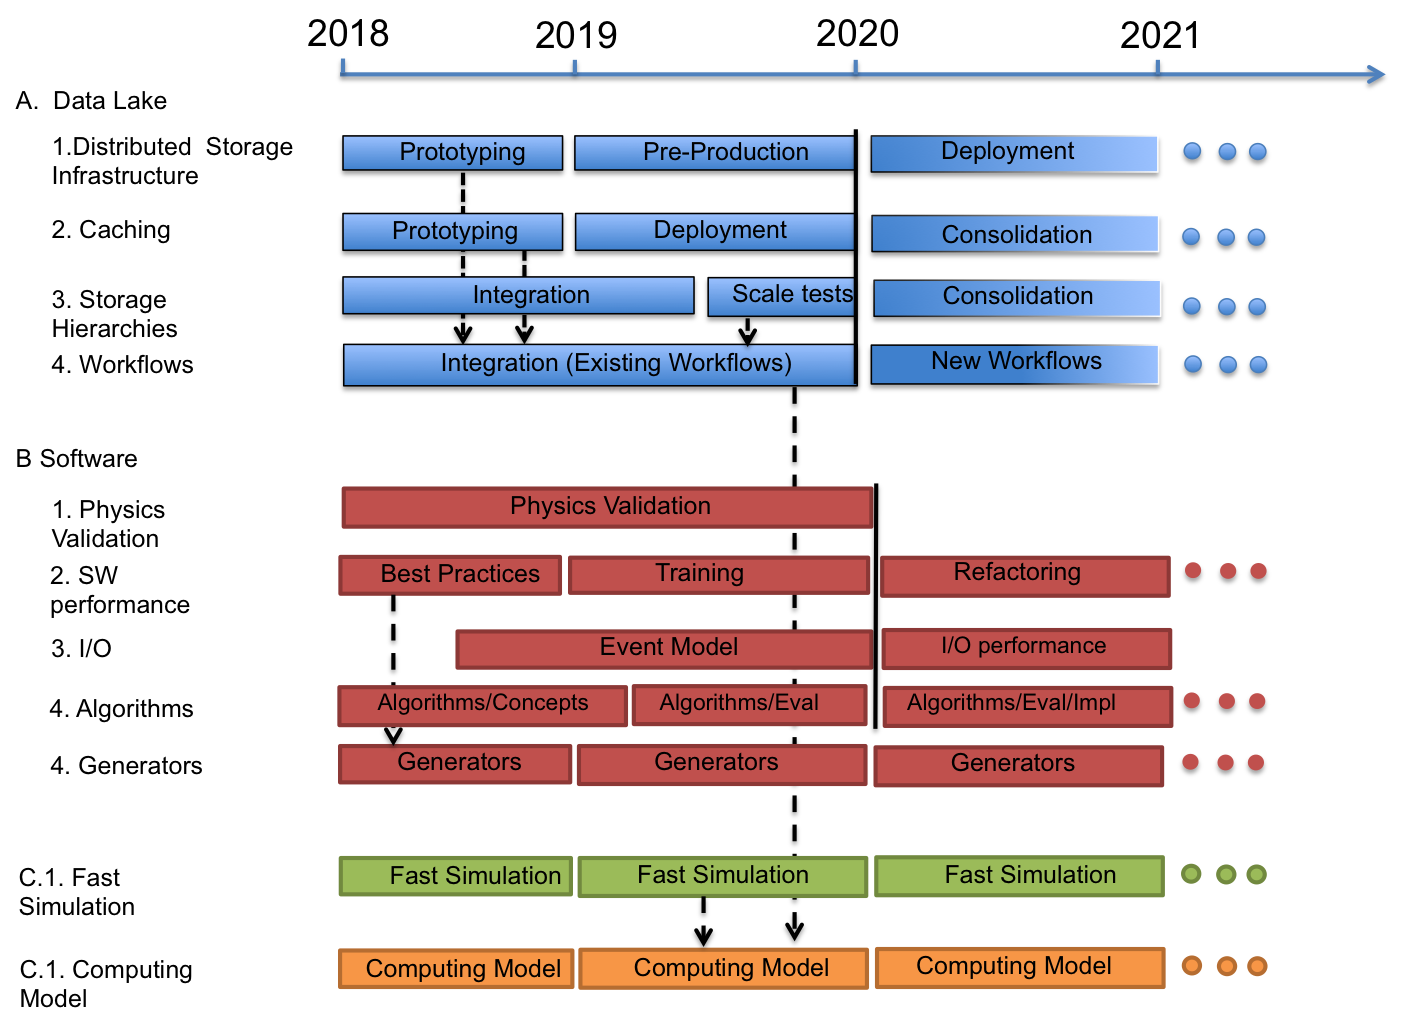 2018 2019 2020 2021
A. Data Lake
1.Distributed Storage
Infrastructure
Prototyping Pre-Production Deployment
2. Caching
Prototyping Deployment Consolidation
3. Storage
Hierarchies
Integration Scale tests Consolidation
4. Workflows
Integration (Existing Workflows) New Workflows
B Software
1. Physics
Validation
Physics Validation
2. SW
performance
Best Practices Training Refactoring
3. I/O
Event Model I/O performance
4. Algorithms
Algorithms/Concepts Algorithms/Eval Algorithms/Eval/Impl
4. Generators
Generators Generators Generators
C.1. Fast
Simulation
Fast Simulation Fast Simulation Fast Simulation
C.1. Computing
Model
Computing Model Computing Model Computing Model